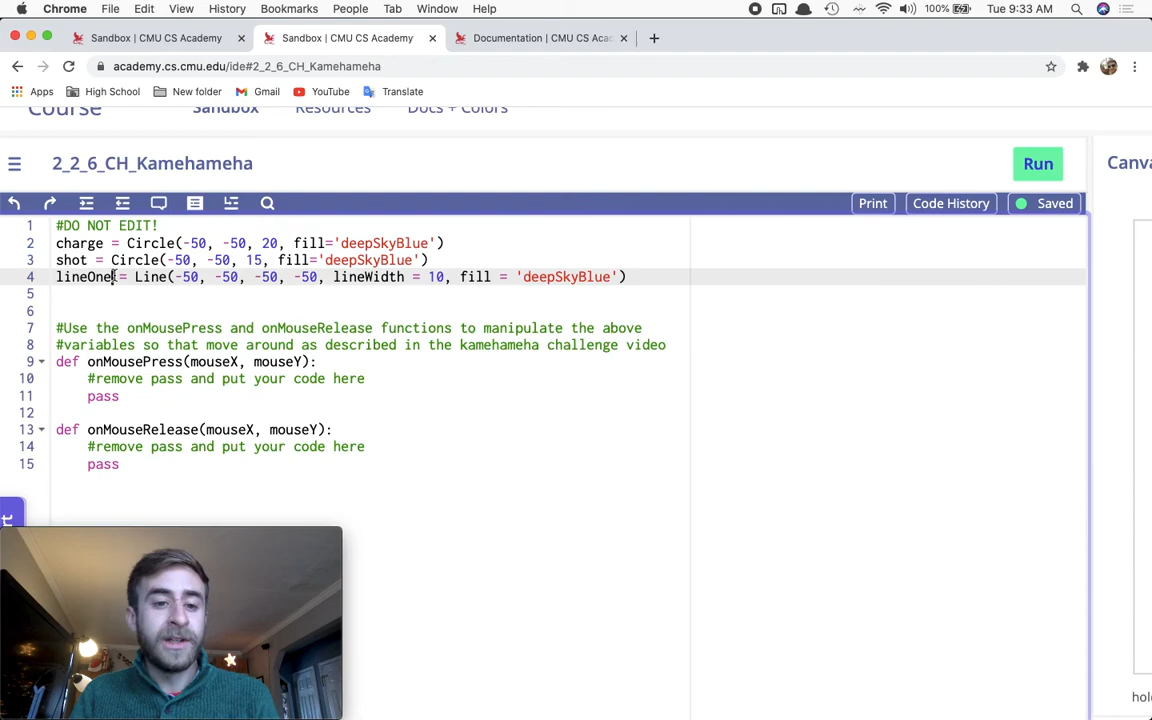 Chrome File Edit View History Bookmarks People Tab Window Help 100% Tue 9:33 AM
Sandbox | CMU CS Academy Sandbox | CMU CS Academy Documentation | CMU CS Aca
academy.cs.cmu.edu/ide#2_2_6_CH_Kamehameha
Apps High School New folder Gmail YouTube Translate
Course Sandbox Resources Docs + Colors
2_2_6_CH_Kamehameha Run Canva
Print Code History Saved
1 #DO NOT EDIT!
2 charge = Circle(-50, -50, 20, fill='deepSkyBlue')
3 shot = Circle(-50, -50, 15, fill='deepSkyBlue')
4 lineOne = Line(-50, -50, -50, -50, lineWidth = 10, fill = 'deepSkyBlue')
5
6
7 #Use the onMousePress and onMouseRelease functions to manipulate the above
8 #variables so that move around as described in the kamehameha challenge video
9 def onMousePress(mouseX, mouseY):
10 #remove pass and put your code here
11 pass
12
13 def onMouseRelease(mouseX, mouseY):
14 #remove pass and put your code here
15 pass
hol